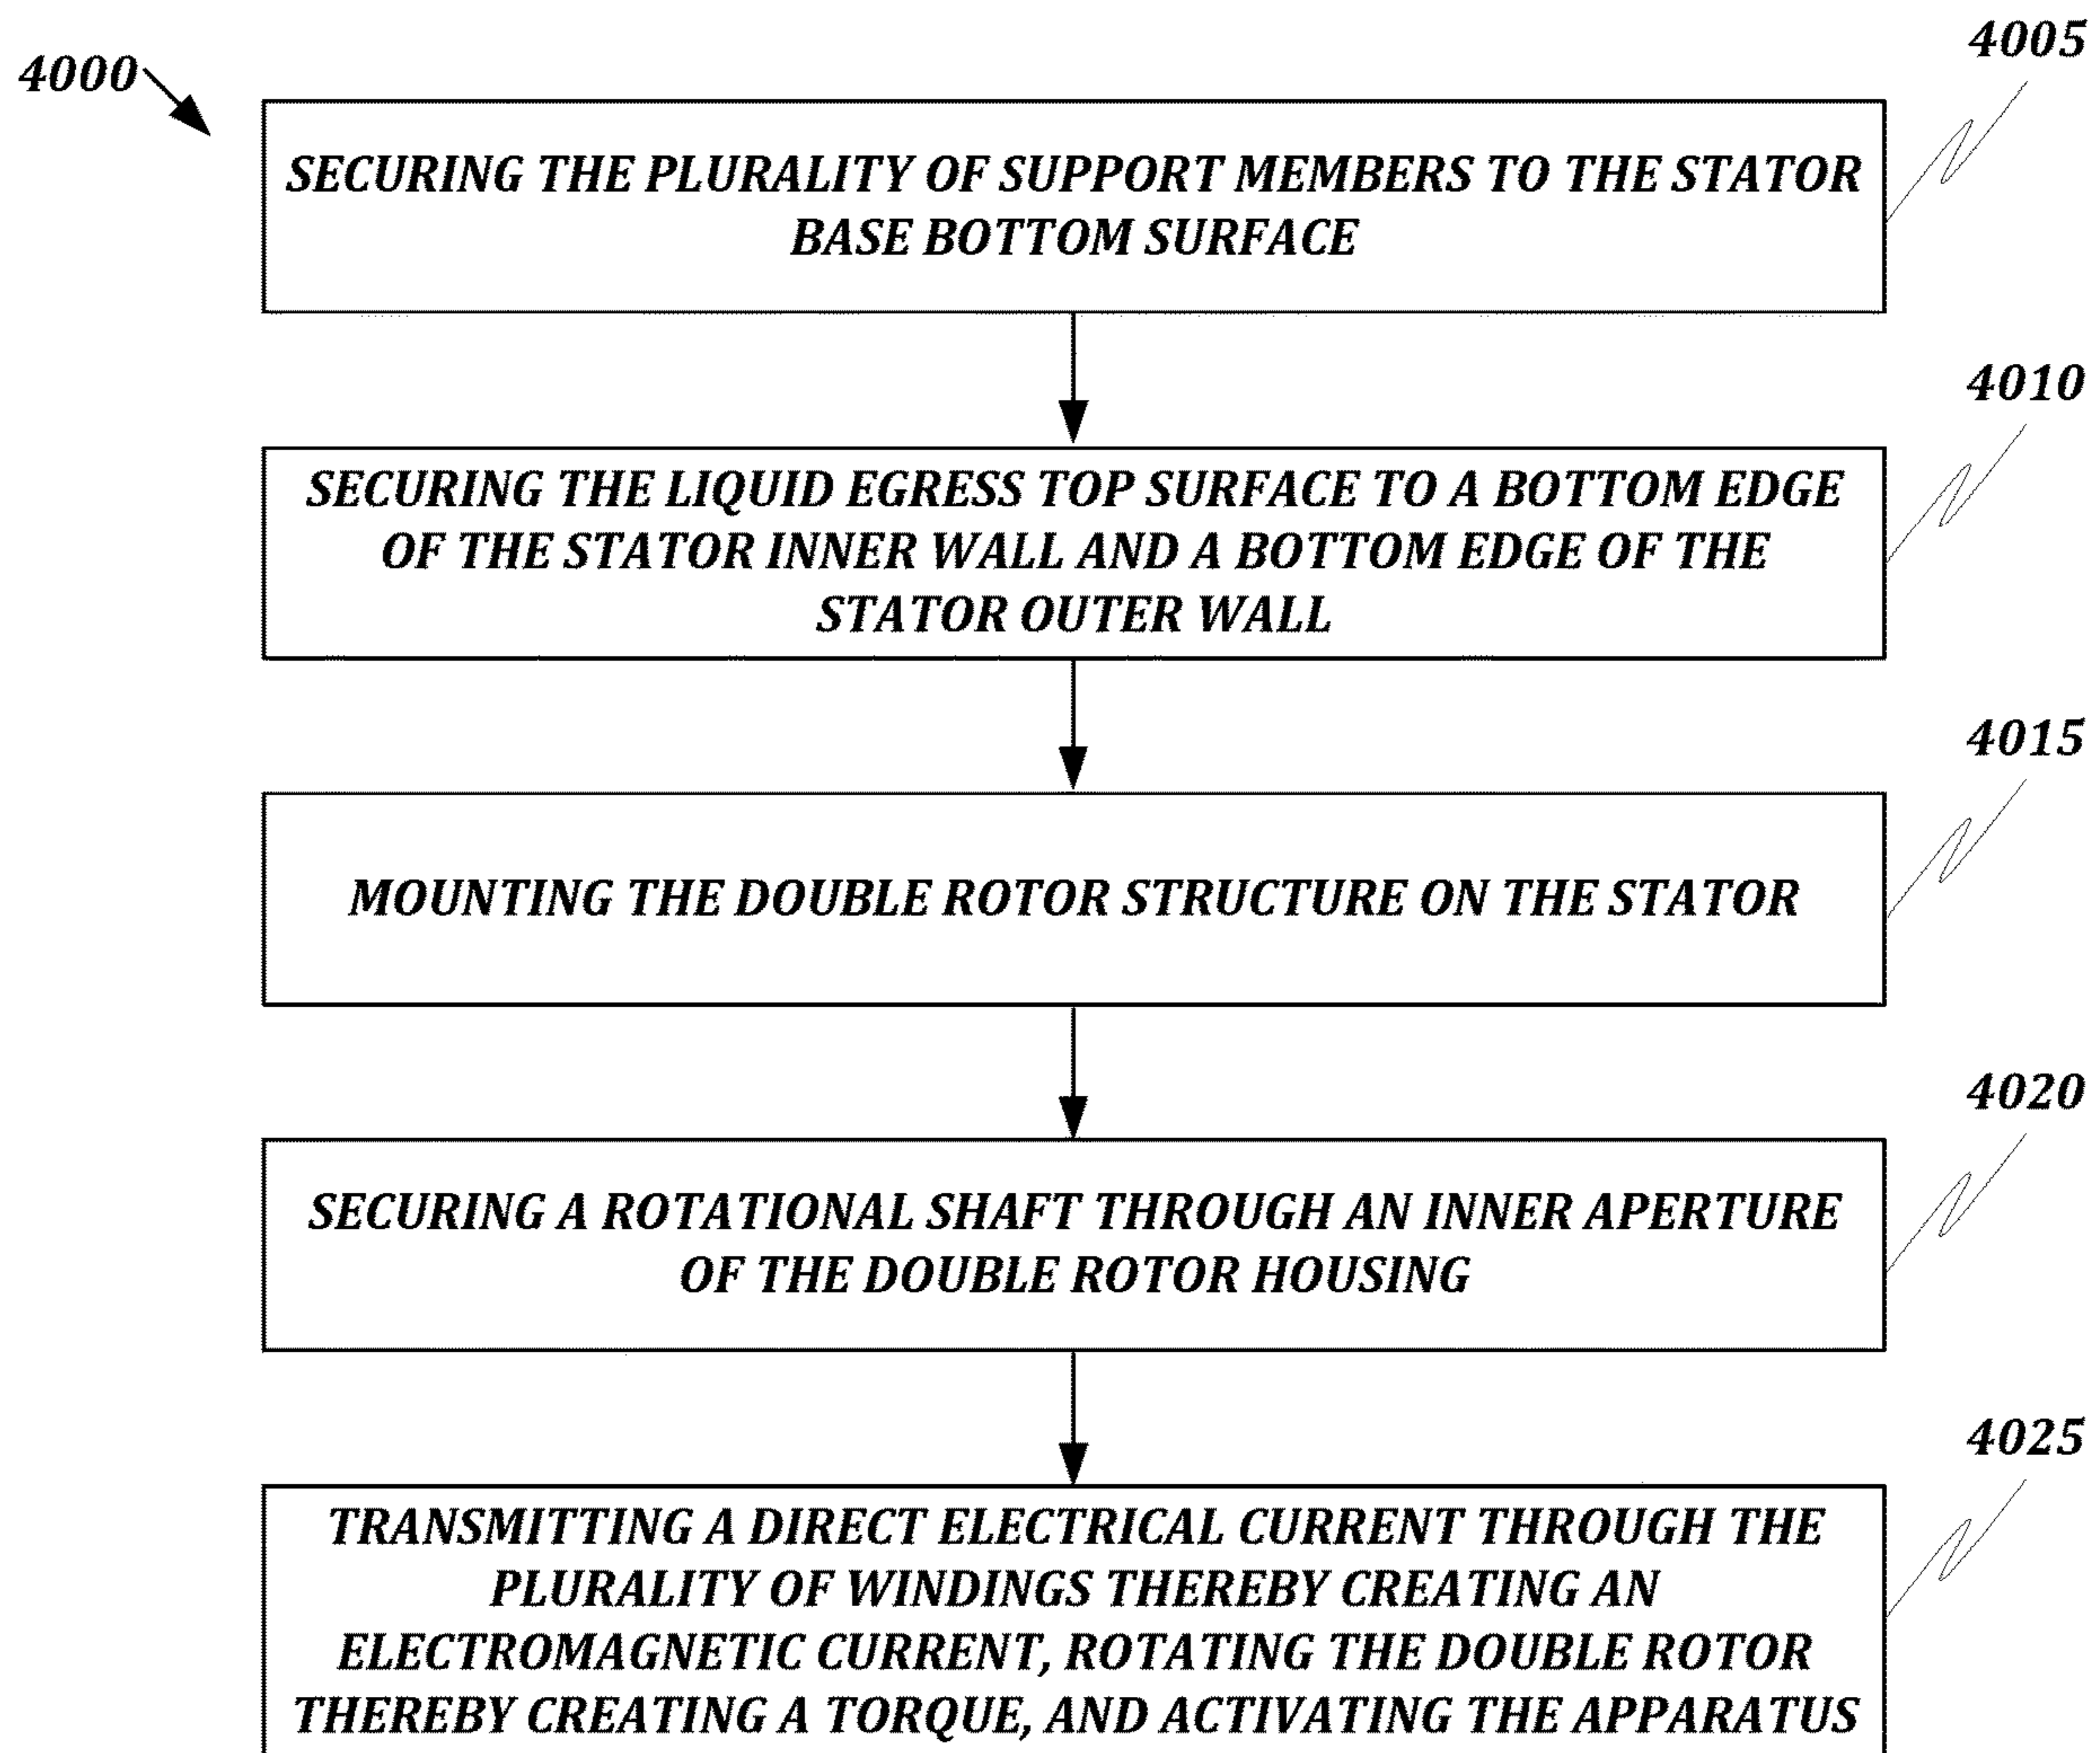 4000
4005
SECURING THE PLURALITY OF SUPPORT MEMBERS TO THE STATOR
BASE BOTTOM SURFACE
4010
SECURING THE LIQUID EGRESS TOP SURFACE TO A BOTTOM EDGE
OF THE STATOR INNER WALL AND A BOTTOM EDGE OF THE
STATOR OUTER WALL
4015
MOUNTING THE DOUBLE ROTOR STRUCTURE ON THE STATOR
4020
SECURING A ROTATIONAL SHAFT THROUGH AN INNER APERTURE
OF THE DOUBLE ROTOR HOUSING
4025
TRANSMITTING A DIRECT ELECTRICAL CURRENT THROUGH THE
PLURALITY OF WINDINGS THEREBY CREATING AN
ELECTROMAGNETIC CURRENT, ROTATING THE DOUBLE ROTOR
THEREBY CREATING A TORQUE, AND ACTIVATING THE APPARATUS